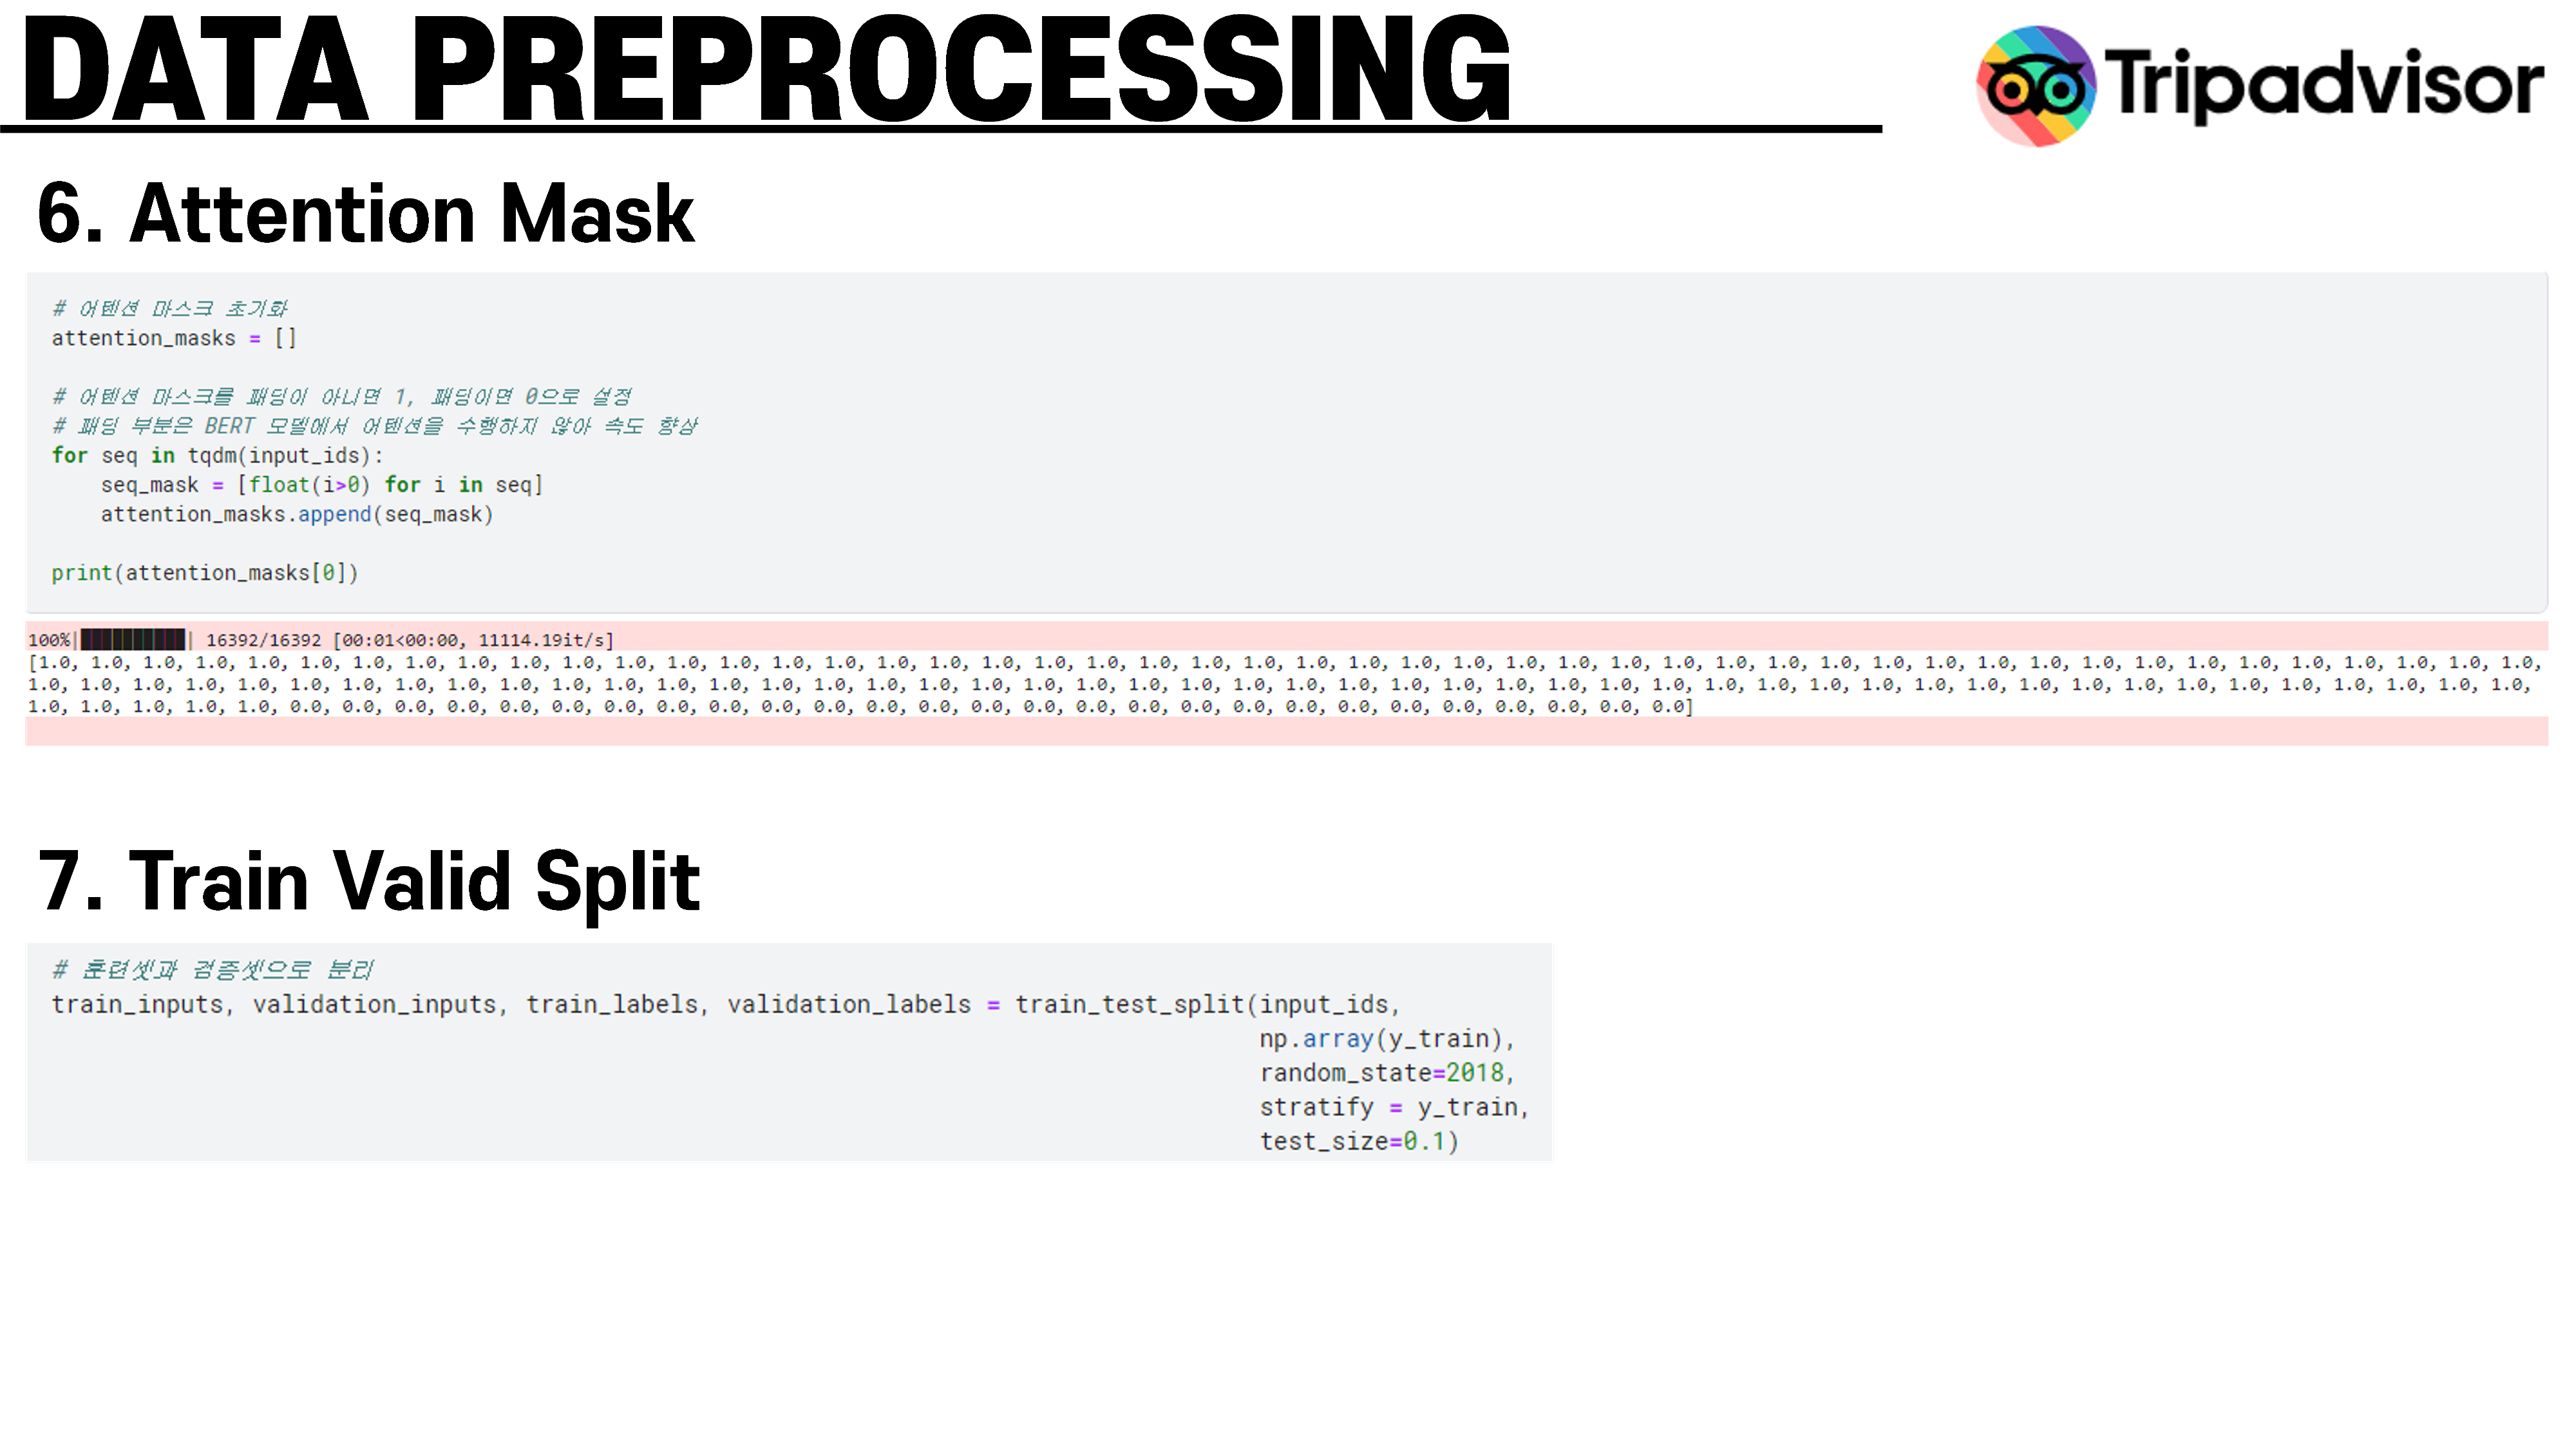 DATA PREPROCESSING
Tripadvisor
6. Attention Mask
# 어텐션 마스크 초기화
attention_masks = []
# 어텐션 마스크를 패딩이 아니면 1, 패딩이면 0으로 설정
# 패딩 부분은 BERT 모델에서 어텐션을 수행하지 않아 속도 향상
for seq in tqdm(input_ids):
    seq_mask = [float(i>0) for i in seq]
    attention_masks.append(seq_mask)
print(attention_masks[0])
100%|██████████| 16392/16392 [00:01<00:00, 11114.19it/s]
[1.0, 1.0, 1.0, 1.0, 1.0, 1.0, 1.0, 1.0, 1.0, 1.0, 1.0, 1.0, 1.0, 1.0, 1.0, 1.0, 1.0, 1.0, 1.0, 1.0, 1.0, 1.0, 1.0, 1.0, 1.0, 1.0, 1.0, 1.0, 1.0, 1.0, 1.0, 1.0, 1.0, 1.0, 1.0, 1.0, 1.0, 1.0, 1.0, 1.0, 1.0, 1.0, 1.0, 1.0, 1.0, 1.0, 1.0, 1.0,
1.0, 1.0, 1.0, 1.0, 1.0, 1.0, 1.0, 1.0, 1.0, 1.0, 1.0, 1.0, 1.0, 1.0, 1.0, 1.0, 1.0, 1.0, 1.0, 1.0, 1.0, 1.0, 1.0, 1.0, 1.0, 1.0, 1.0, 1.0, 1.0, 1.0, 1.0, 1.0, 1.0, 1.0, 1.0, 1.0, 1.0, 1.0, 1.0, 1.0, 1.0, 1.0, 1.0, 1.0, 1.0, 1.0, 1.0, 1.0,
1.0, 1.0, 1.0, 1.0, 1.0, 0.0, 0.0, 0.0, 0.0, 0.0, 0.0, 0.0, 0.0, 0.0, 0.0, 0.0, 0.0, 0.0, 0.0, 0.0, 0.0, 0.0, 0.0, 0.0, 0.0, 0.0, 0.0, 0.0, 0.0, 0.0, 0.0, 0.0]
7. Train Valid Split
# 훈련셋과 검증셋으로 분리
train_inputs, validation_inputs, train_labels, validation_labels = train_test_split(input_ids,
np.array(y_train),
random_state=2018,
stratify = y_train,
test_size=0.1)